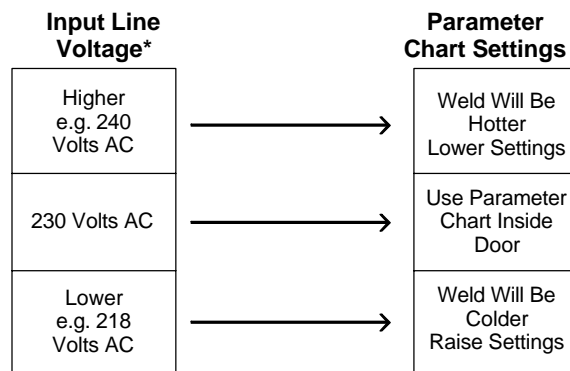 Input Line
Voltage*
Parameter
Chart Settings
Higher
e.g. 240
Volts AC
Weld Will Be
Hotter
Lower Settings
230 Volts AC
Use Parameter
Chart Inside
Door
Lower
e.g. 218
Volts AC
Weld Will Be
Colder
Raise Settings